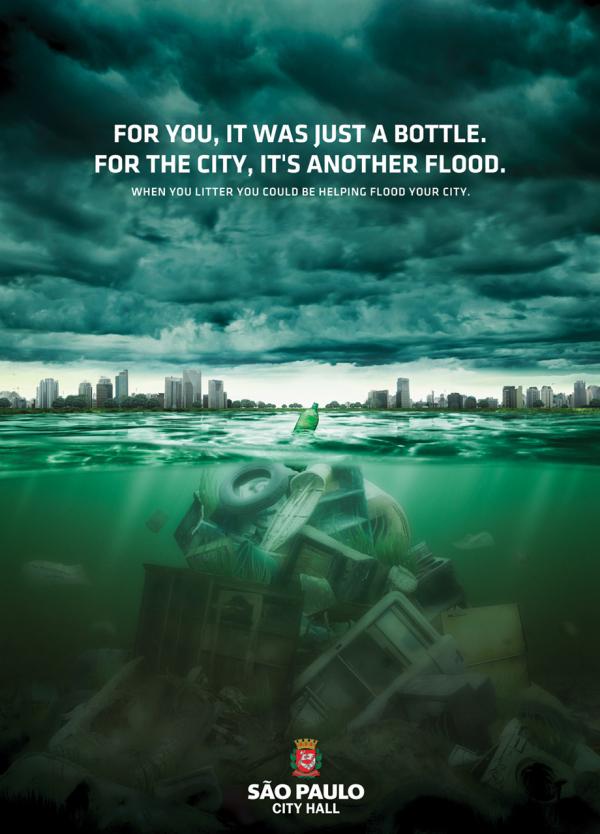 FOR YOU, IT WAS JUST A BOTTLE.
FOR THE CITY, IT'S ANOTHER FLOOD.
WHEN YOU LITTER YOU COULD BE HELPING FLOOD YOUR CITY.
SÃO PAULO
CITY HALL